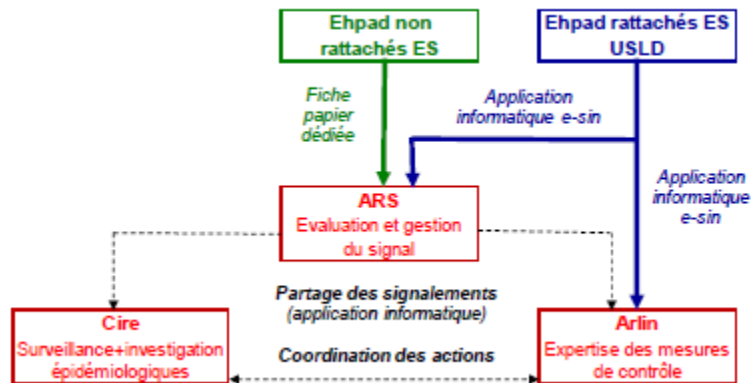 Ehpad non
rattachés ES
Ehpad rattachés ES
USLD
Fiche
papier
dédiée
Application
informatique e-sin
Application
informatique
e-sin
ARS
Evaluation et gestion
du signal
Partage des signalements
(application informatique)
Cire
Surveillance+investigation
épidémiologiques
Coordination des actions
Arlin
Expertise des mesures
de contrôle